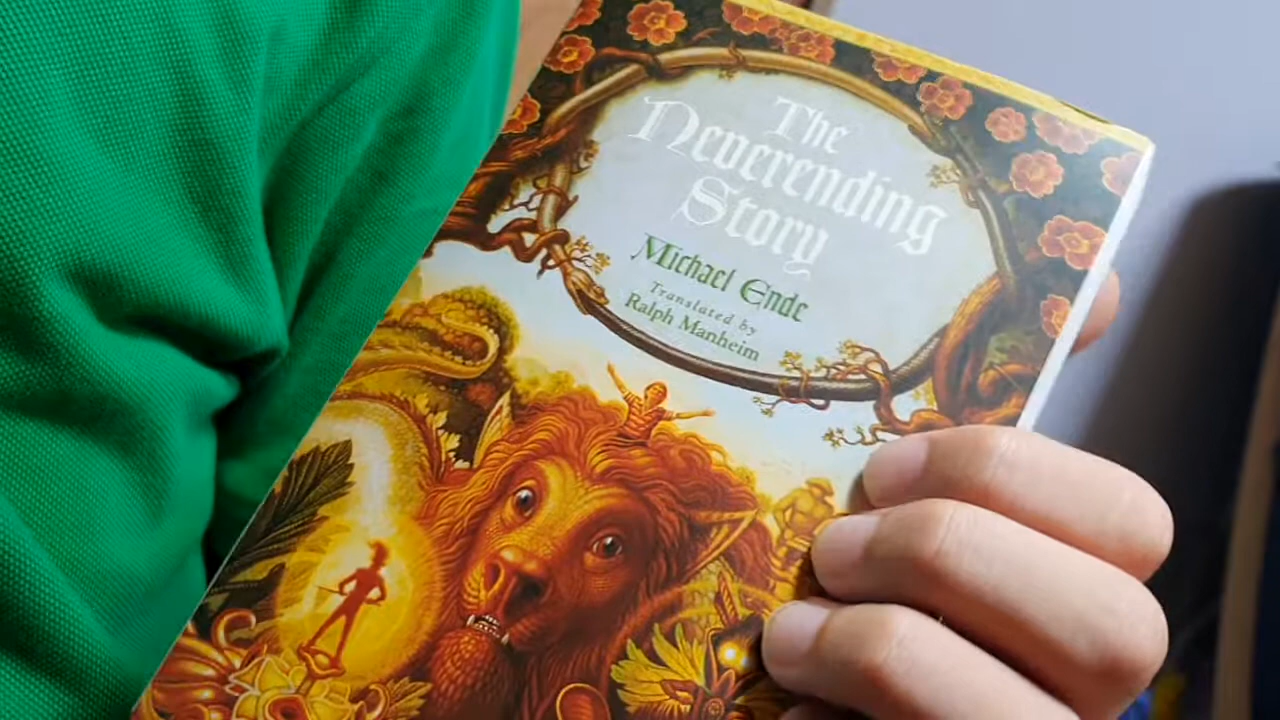 The
Neverending
Story
Michael Ende
Translated by
Ralph Manheim